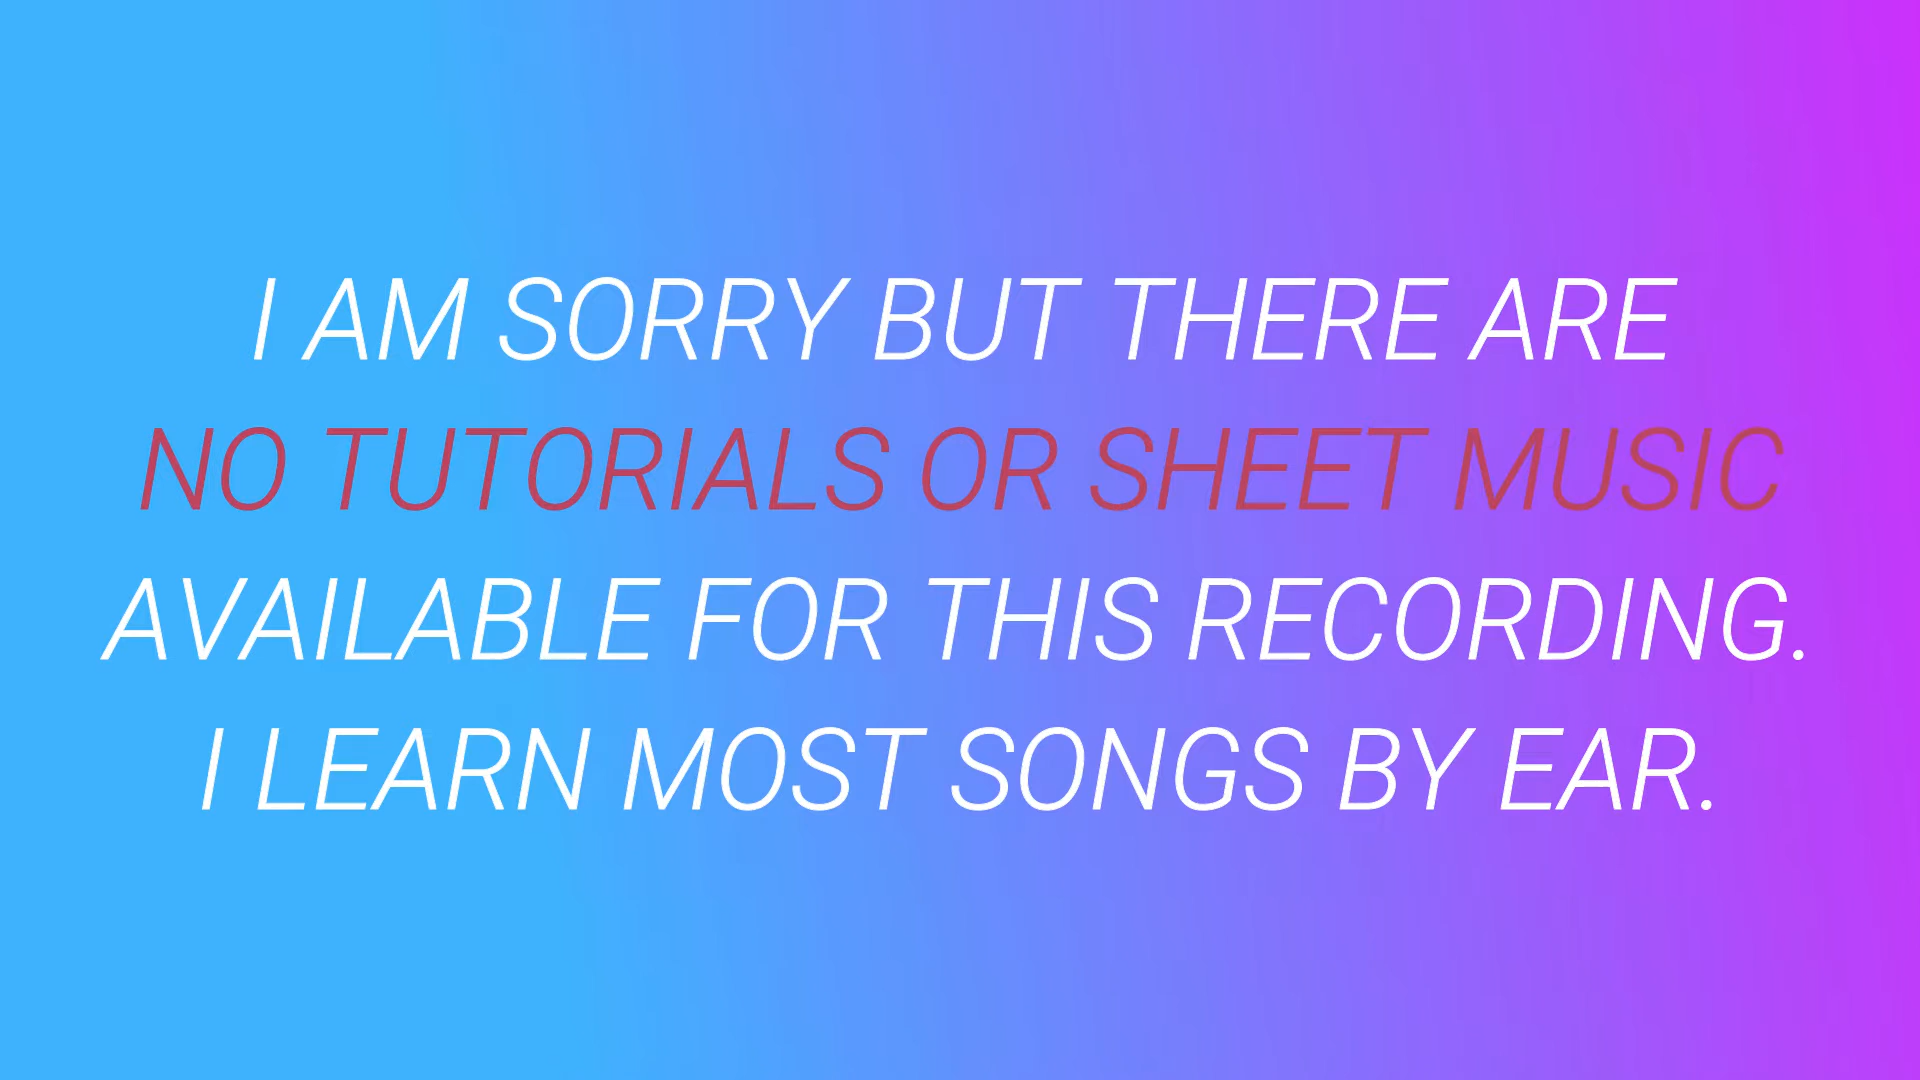 I AM SORRY BUT THERE ARE
NO TUTORIALS OR SHEET MUSIC
AVAILABLE FOR THIS RECORDING.
I LEARN MOST SONGS BY EAR.